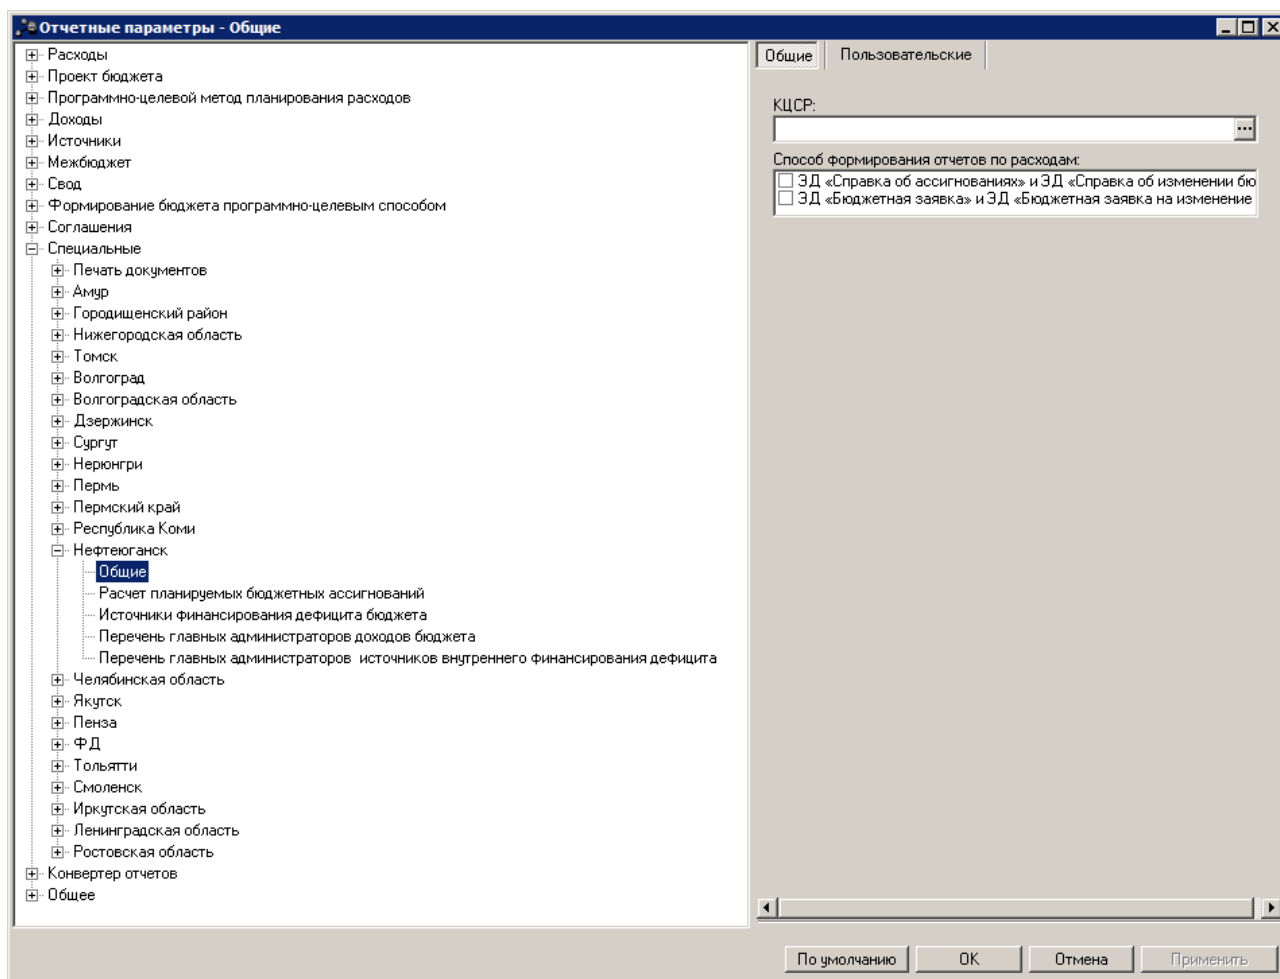 Отчетные параметры - Общие
Расходы
Проект бюджета
Программно-целевой метод планирования расходов
Доходы
Источники
Межбюджет
Свод
Формирование бюджета программно-целевым способом
Соглашения
Специальные
Печать документов
Амур
Городищенский район
Нижегородская область
Томск
Волгоград
Волгоградская область
Дзержинск
Сургут
Нерюнгри
Пермь
Пермский край
Республика Коми
Нефтеюганск
Общие
Расчет планируемых бюджетных ассигнований
Источники финансирования дефицита бюджета
Перечень главных администраторов доходов бюджета
Перечень главных администраторов источников внутреннего финансирования дефицита
Челябинская область
Якутск
Пенза
ФД
Тольятти
Смоленск
Иркутская область
Ленинградская область
Ростовская область
Конвертер отчетов
Общее
Общие Пользовательские
КЦСР:
...
Способ формирования отчетов по расходам:
ЭД «Справка об ассигнованиях» и ЭД «Справка об изменении бю
ЭД «Бюджетная заявка» и ЭД «Бюджетная заявка на изменение
По умолчанию OK Отмена Применить